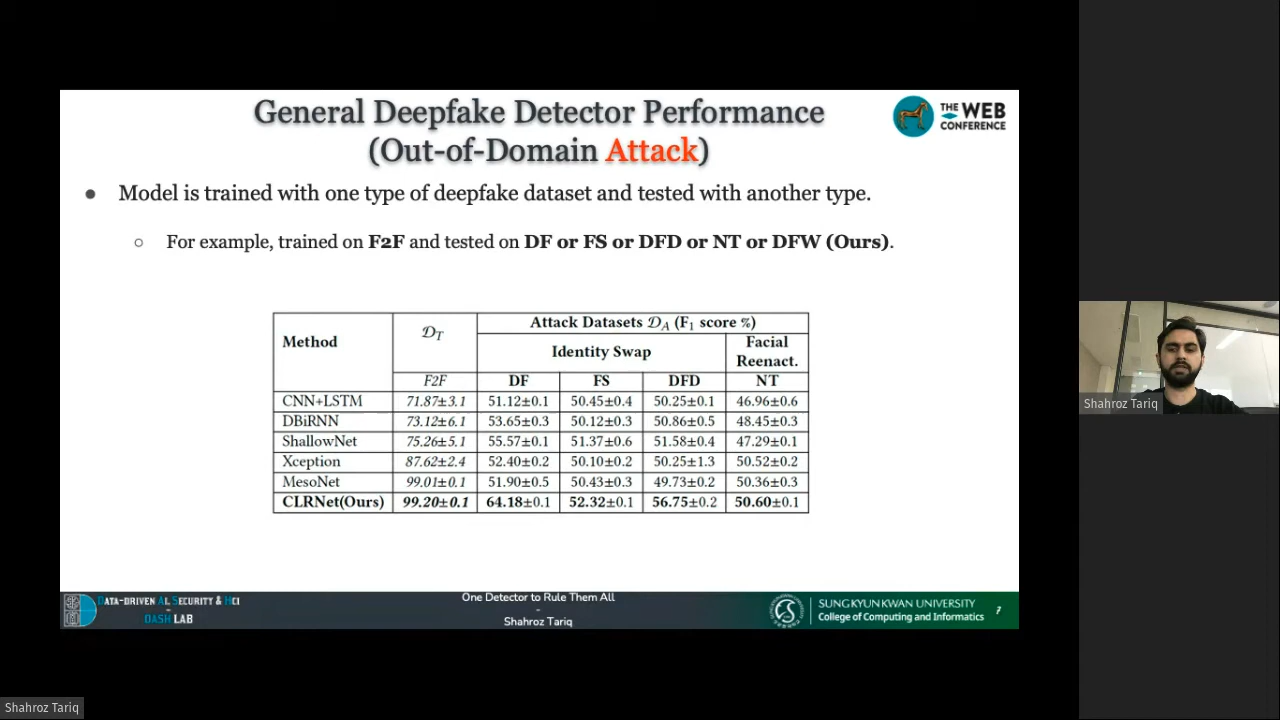 General Deepfake Detector Performance
(Out-of-Domain Attack)
THE WEB
CONFERENCE
● Model is trained with one type of deepfake dataset and tested with another type.
○ For example, trained on F2F and tested on DF or FS or DFD or NT or DFW (Ours).
Method 𝒟T Attack Datasets 𝒟A (F1 score %)
Identity Swap Facial Reenact.
F2F DF FS DFD NT
CNN+LSTM 71.87±3.1 51.12±0.1 50.45±0.4 50.25±0.1 46.96±0.6
DBiRNN 73.12±6.1 53.65±0.3 50.12±0.3 50.86±0.5 48.45±0.3
ShallowNet 75.26±5.1 55.57±0.1 51.37±0.6 51.58±0.4 47.29±0.1
Xception 87.62±2.4 52.40±0.2 50.10±0.2 50.25±1.3 50.52±0.2
MesoNet 99.01±0.1 51.90±0.5 50.43±0.3 49.73±0.2 50.36±0.3
CLRNet(Ours) 99.20±0.1 64.18±0.1 52.32±0.1 56.75±0.2 50.60±0.1
DATA-DRIVEN AI SECURITY & HCI
-
DASH LAB
One Detector to Rule Them All
-
Shahroz Tariq
SUNGKYUNKWAN UNIVERSITY
College of Computing and Informatics
7
Shahroz Tariq
Shahroz Tariq